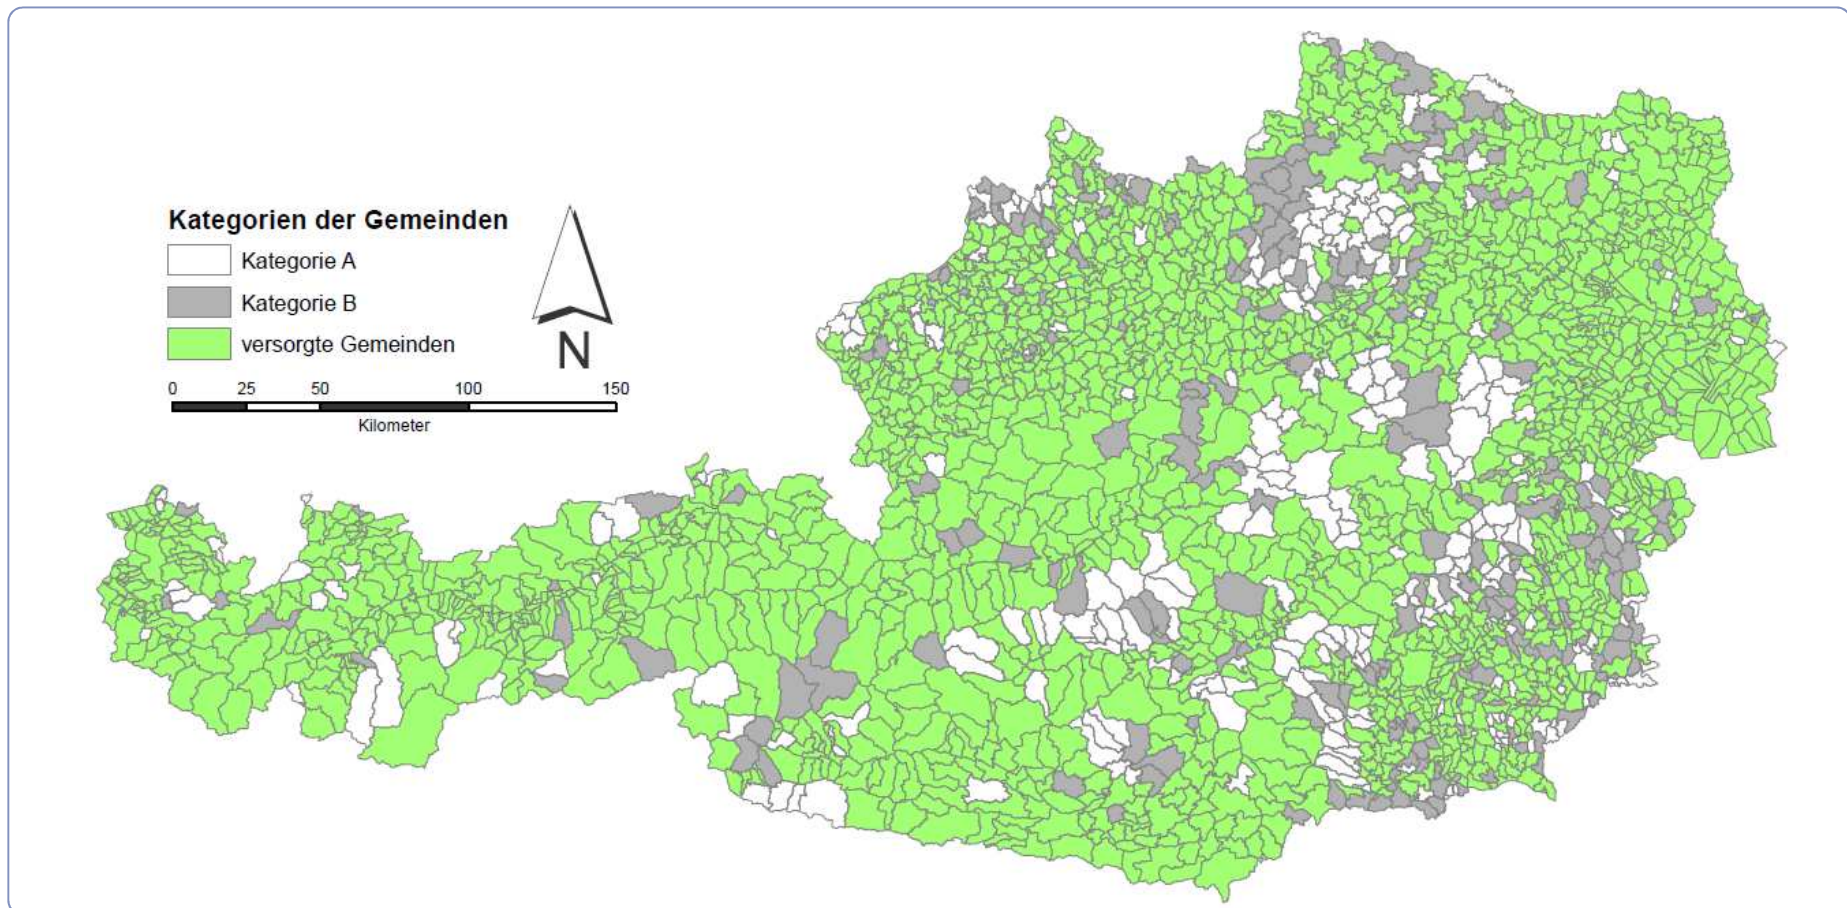 Kategorien der Gemeinden
Kategorie A
Kategorie B
versorgte Gemeinden
0 25 50 100 150
Kilometer
N